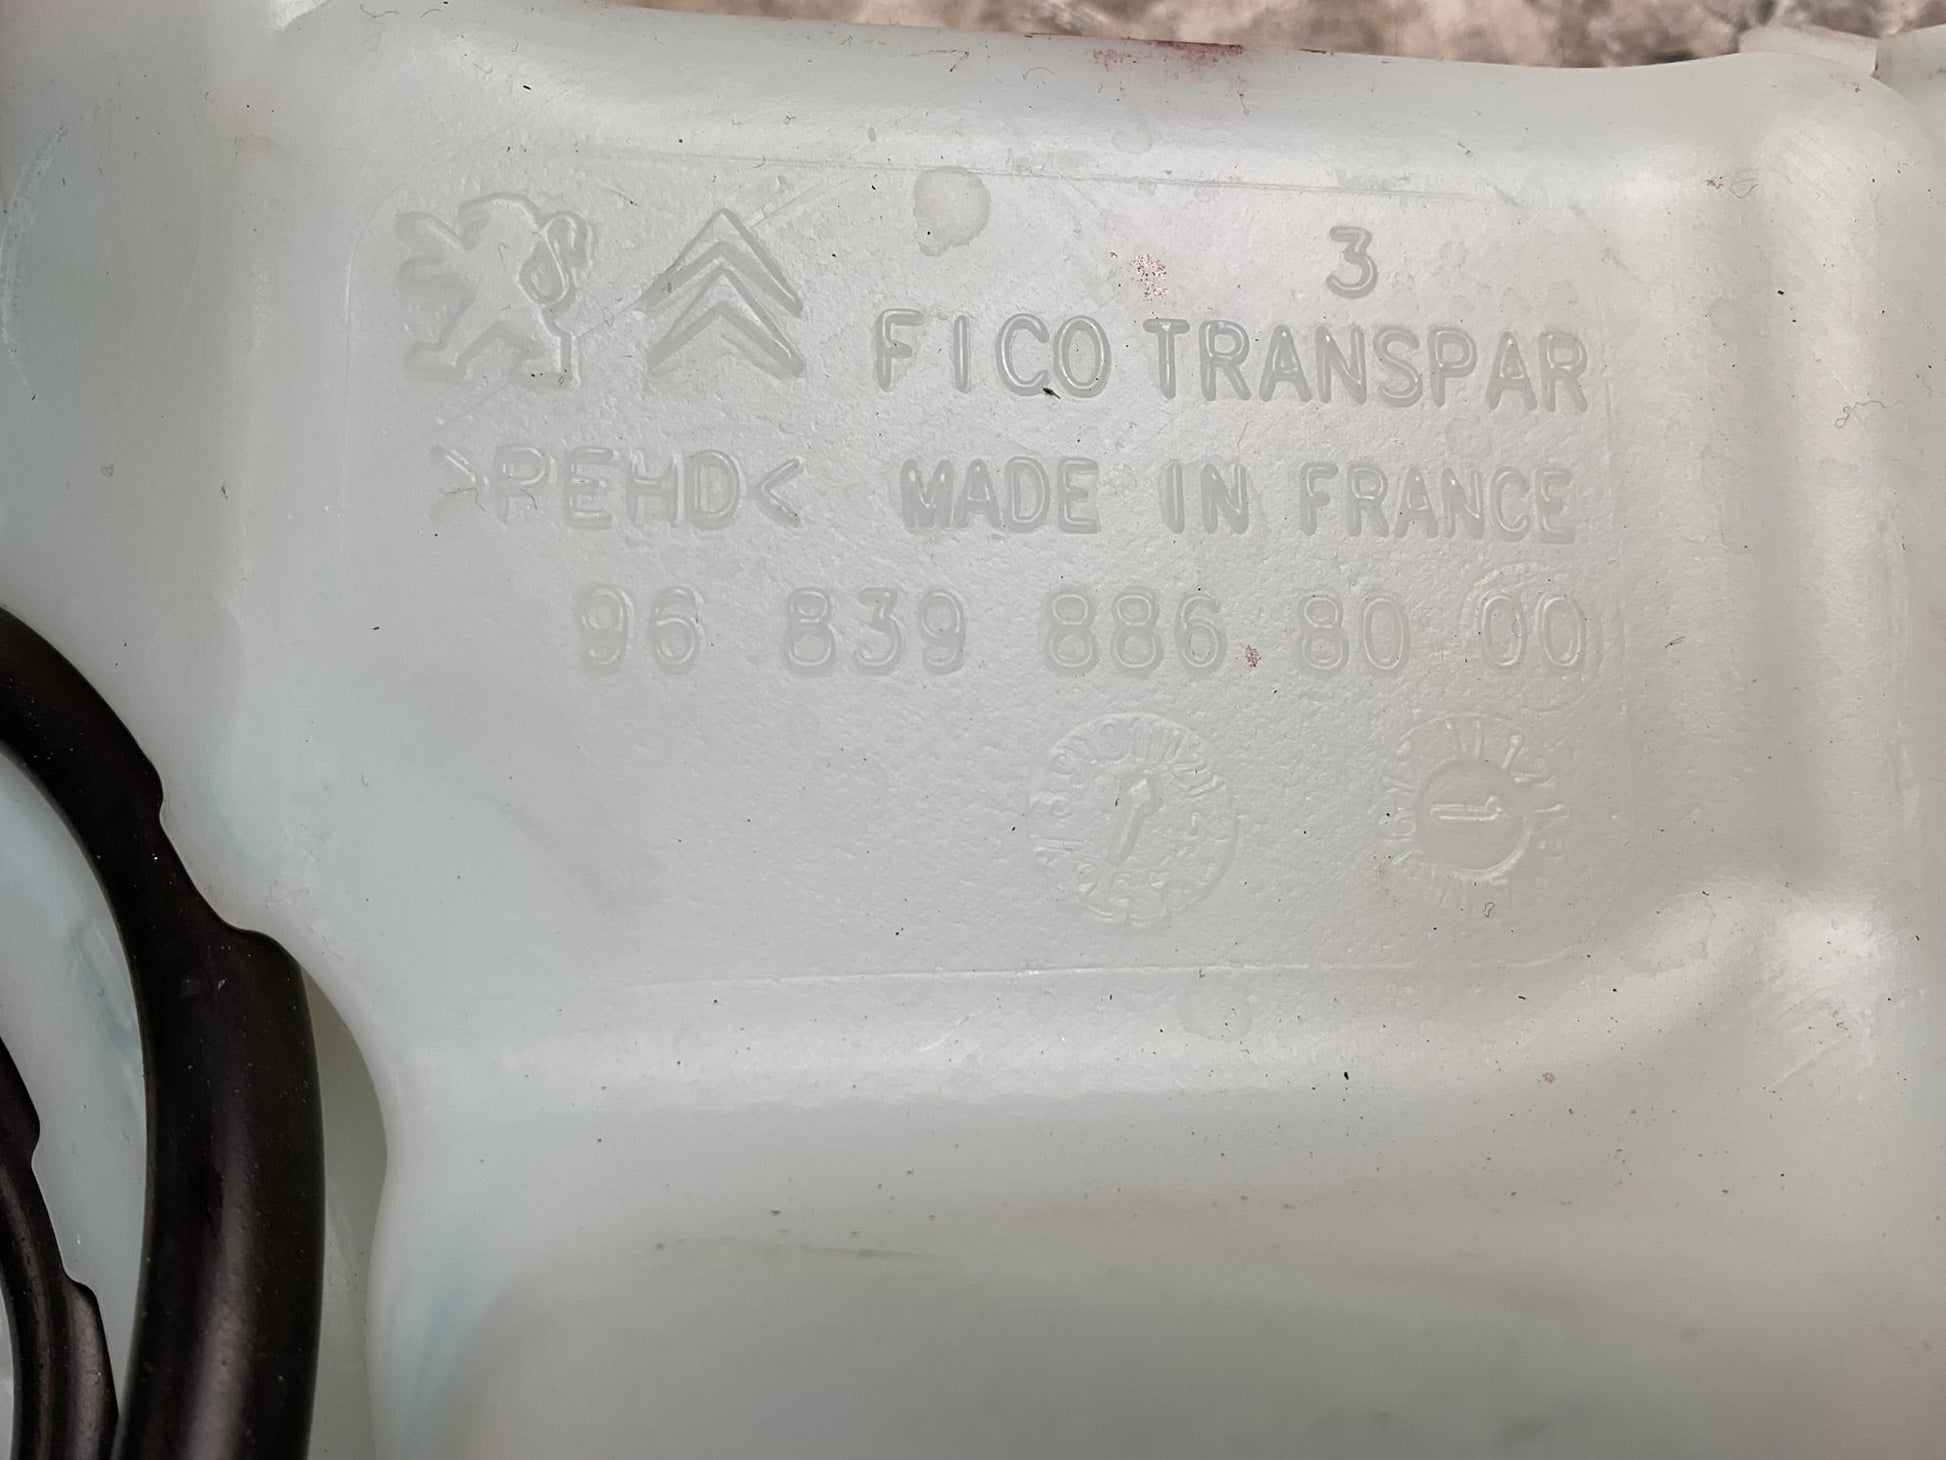 3
FICO TRANSPAR
>PEHD< MADE IN FRANCE
96 839 886 80 00